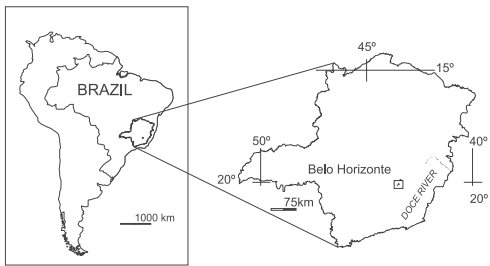 BRAZIL
1000 km
45º
15º
50º
40º
Belo Horizonte
20º
20º
75km
DOCE RIVER